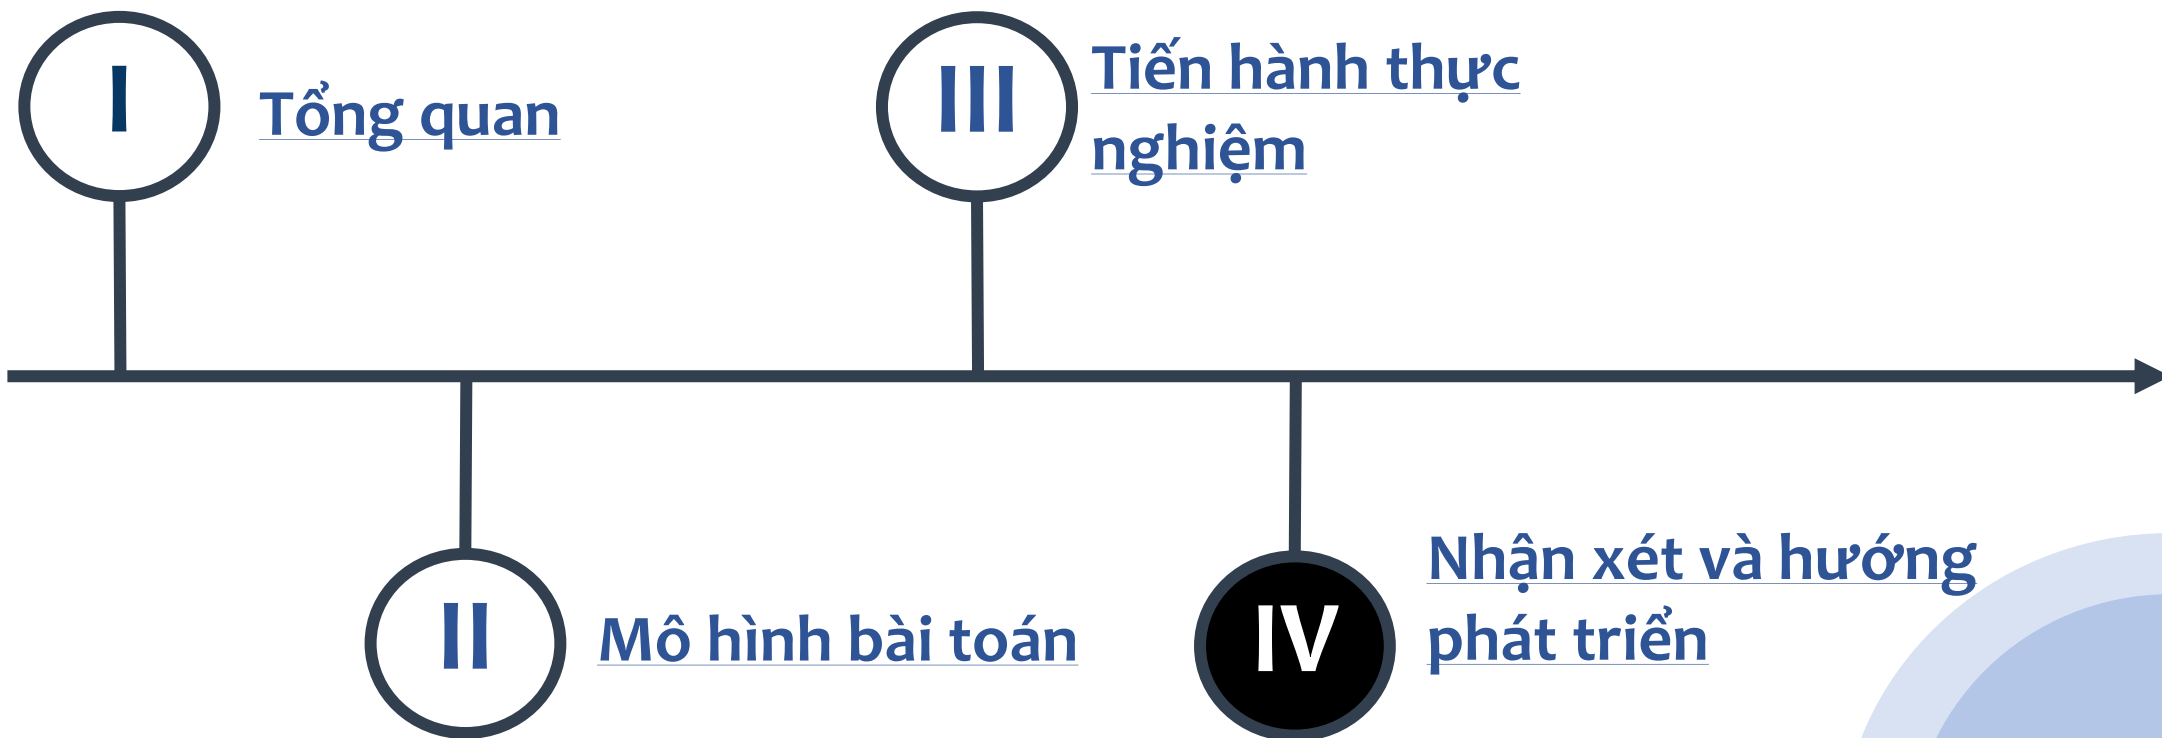 I
Tổng quan
II
Mô hình bài toán
III
Tiến hành thực
nghiệm
IV
Nhận xét và hướng
phát triển